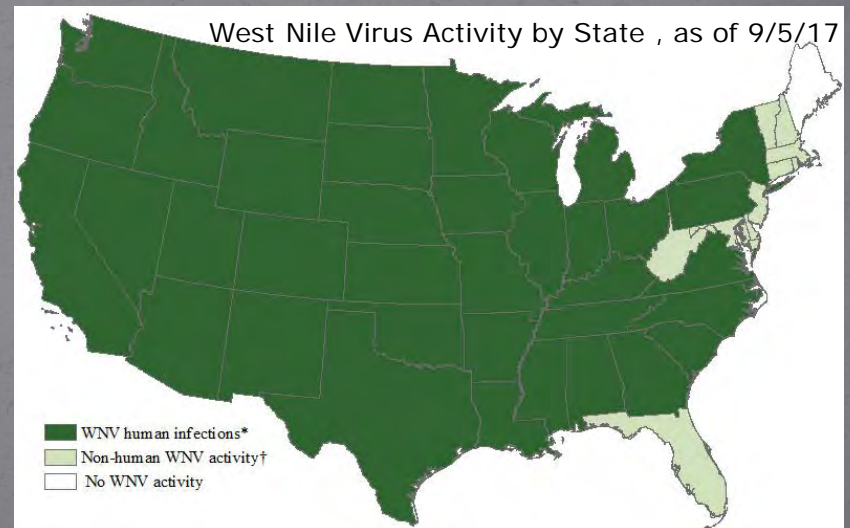 West Nile Virus Activity by State , as of 9/5/17
WNV human infections*
Non-human WNV activity†
No WNV activity